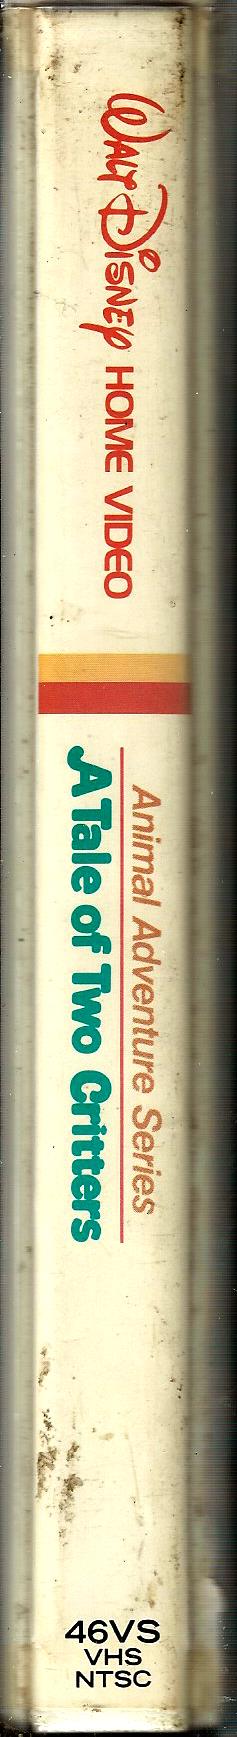 Walt Disney HOME VIDEO
Animal Adventure Series
A Tale of Two Critters
46VS
VHS
NTSC